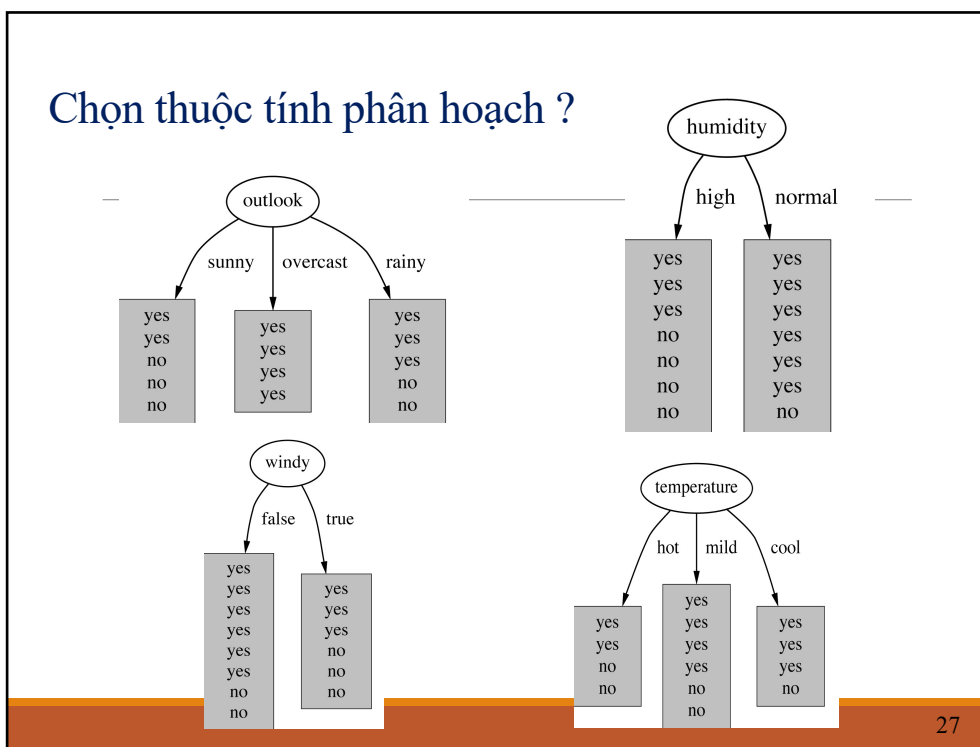 Chọn thuộc tính phân hoạch ?
outlook
sunny overcast rainy
yes
yes
no
no
no
yes
yes
yes
yes
yes
yes
yes
no
no
humidity
high normal
yes
yes
yes
no
no
no
no
yes
yes
yes
yes
yes
yes
no
windy
false true
yes
yes
yes
yes
yes
yes
no
no
yes
yes
yes
no
no
no
temperature
hot mild cool
yes
yes
no
no
yes
yes
yes
yes
no
no
yes
yes
yes
no
27